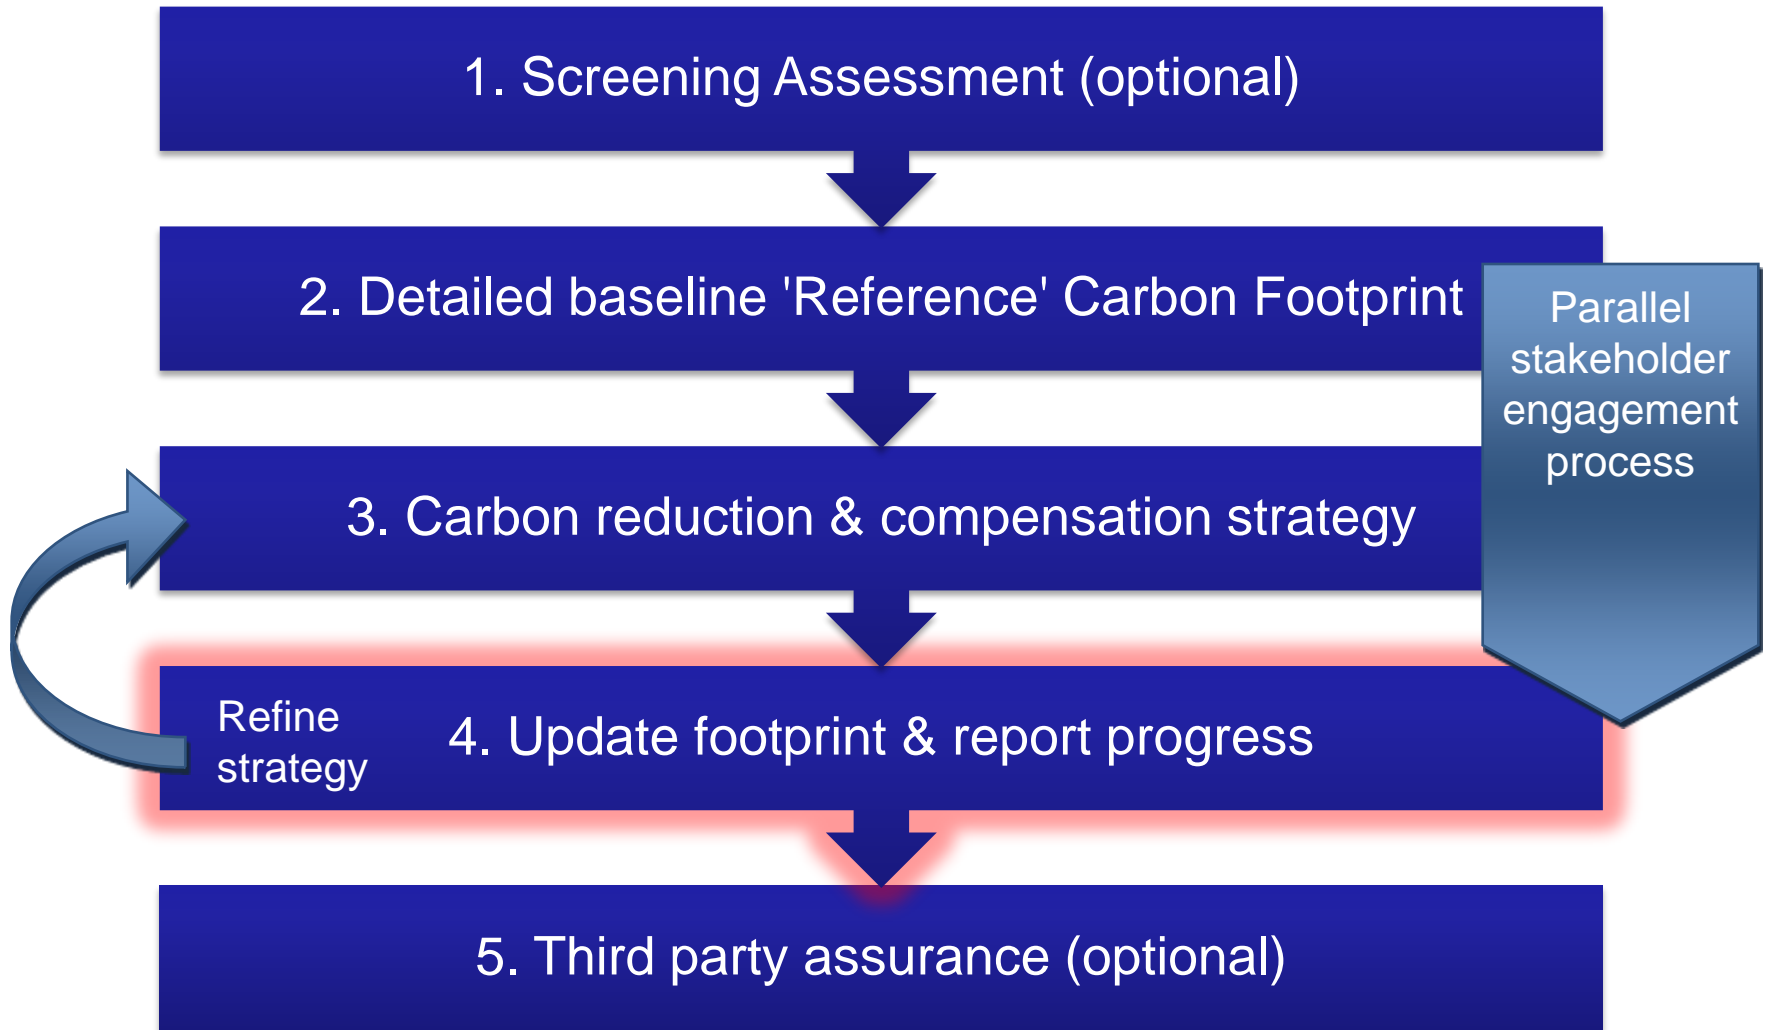 1. Screening Assessment (optional)
2. Detailed baseline 'Reference' Carbon Footprint
Parallel
stakeholder
engagement
process
3. Carbon reduction & compensation strategy
Refine
strategy
4. Update footprint & report progress
5. Third party assurance (optional)